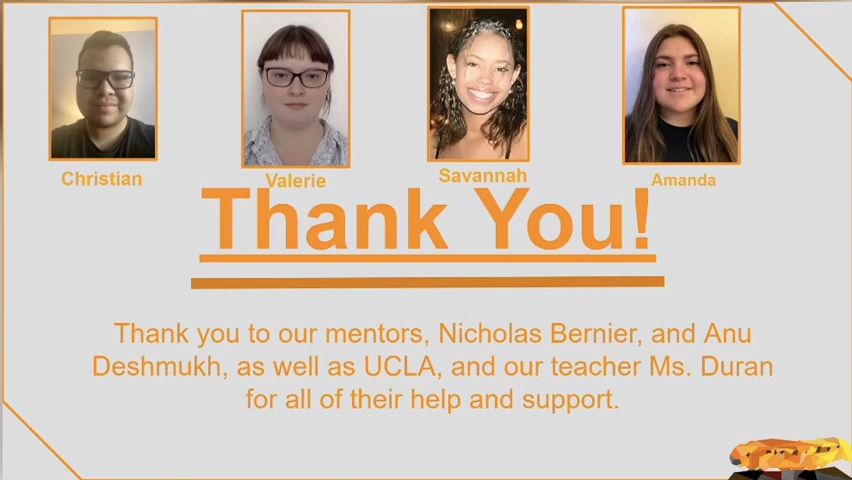 Christian
Valerie
Savannah
Amanda
Thank You!
Thank you to our mentors, Nicholas Bernier, and Anu
Deshmukh, as well as UCLA, and our teacher Ms. Duran
for all of their help and support.